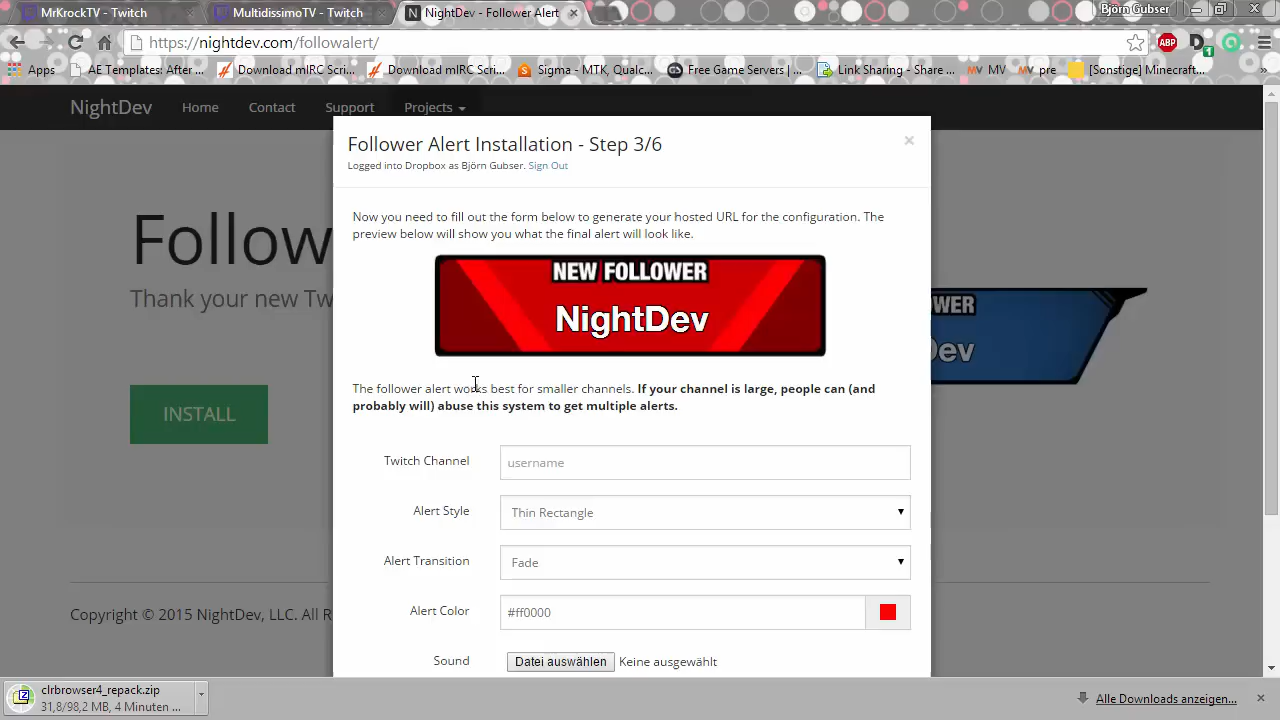 MrKrockTV - Twitch
MultidissimoTV - Twitch
NightDev - Follower Alert
Björn Gubser
https://nightdev.com/followalert/
ABP
1
Apps
AE Templates: After ...
Download mIRC Scri...
Download mIRC Scri...
Sigma - MTK, Qualc...
Free Game Servers | ...
Link Sharing - Share ...
MV
pre
[Sonstige] Minecraft...
NightDev
Home
Contact
Support
Projects
Follower Alert Installation - Step 3/6
Logged into Dropbox as Björn Gubser. Sign Out
Now you need to fill out the form below to generate your hosted URL for the configuration. The
preview below will show you what the final alert will look like.
NEW FOLLOWER
NightDev
Follow
Thank your new Tw
INSTALL
OWER
Dev
The follower alert works best for smaller channels. If your channel is large, people can (and
probably will) abuse this system to get multiple alerts.
Twitch Channel
username
Alert Style
Thin Rectangle
Alert Transition
Fade
Alert Color
#ff0000
Sound
Datei auswählen
Keine ausgewählt
Copyright © 2015 NightDev, LLC. All R
clrbrowser4_repack.zip
31,8/98,2 MB, 4 Minuten ...
Alle Downloads anzeigen...